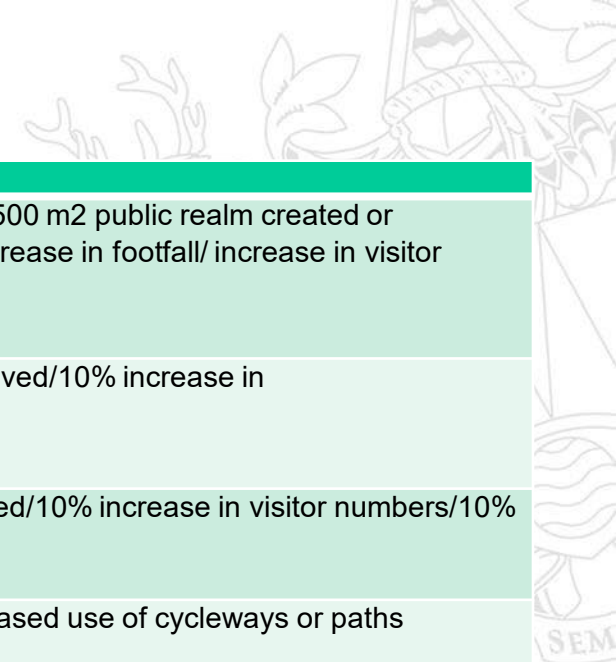 500 m2 public realm created or
rease in footfall/ increase in visitor
ved/10% increase in
ed/10% increase in visitor numbers/10%
ased use of cycleways or paths
SEM